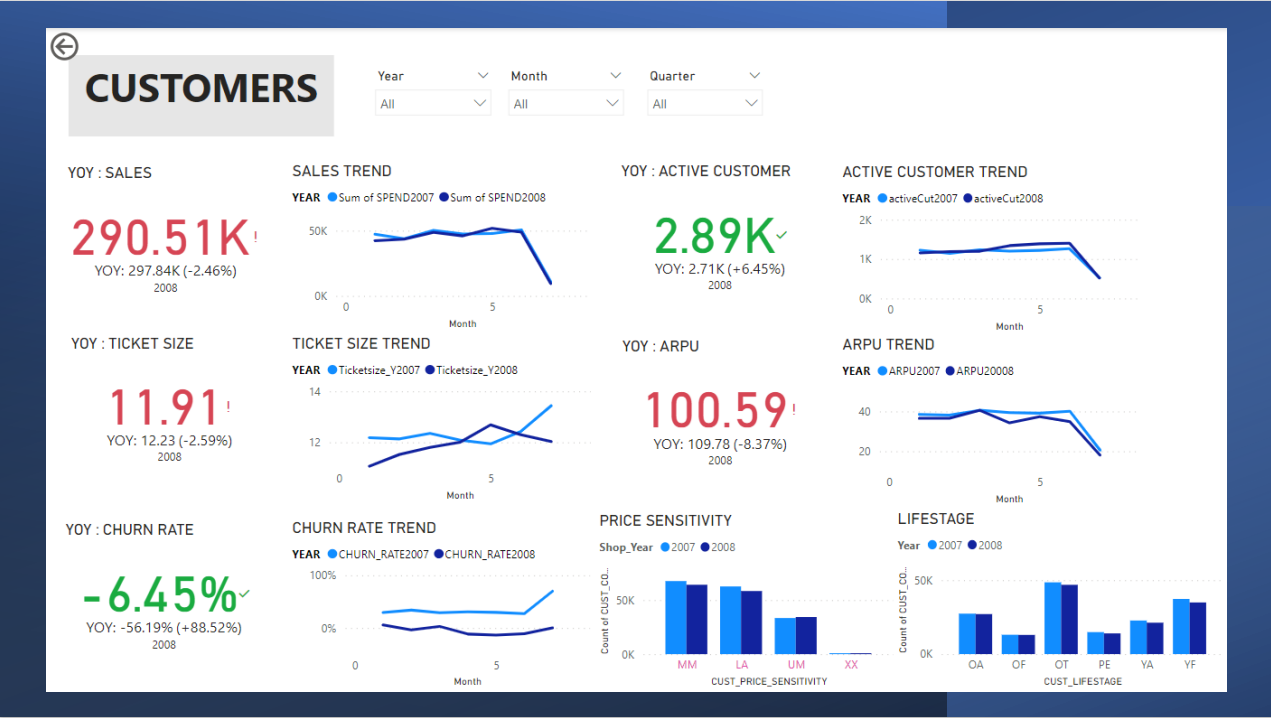 CUSTOMERS
Year
All
Month
All
Quarter
All
YOY : SALES
290.51K!
YOY: 297.84K (-2.46%)
2008
SALES TREND
YEAR Sum of SPEND2007 Sum of SPEND2008
50K
0K
0 5
Month
YOY : ACTIVE CUSTOMER
2.89K
YOY: 2.71K (+6.45%)
2008
ACTIVE CUSTOMER TREND
YEAR activeCut2007 activeCut2008
2K
1K
0K
0 5
Month
YOY : TICKET SIZE
11.91!
YOY: 12.23 (-2.59%)
2008
TICKET SIZE TREND
YEAR Ticketsize_Y2007 Ticketsize_Y2008
14
12
0 5
Month
YOY : ARPU
100.59!
YOY: 109.78 (-8.37%)
2008
ARPU TREND
YEAR ARPU2007 ARPU20008
40
20
0 5
Month
YOY : CHURN RATE
-6.45%
YOY: -56.19% (+88.52%)
2008
CHURN RATE TREND
YEAR CHURN_RATE2007 CHURN_RATE2008
100%
0%
0 5
Month
PRICE SENSITIVITY
Shop_Year 2007 2008
Count of CUST_CO...
50K
0K
MM LA UM XX
CUST_PRICE_SENSITIVITY
LIFESTAGE
Year 2007 2008
Count of CUST_CO...
50K
0K
OA OF OT PE YA YF
CUST_LIFESTAGE